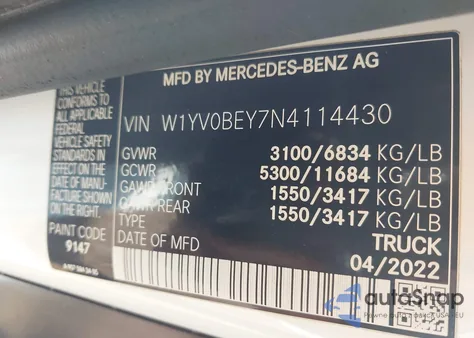 MFD BY MERCEDES-BENZ AG
THIS VEHICLE
CONFORMS TO ALL
APPLICABLE
FEDERAL MOTOR
VEHICLE SAFETY
STANDARDS
IN EFFECT
ON THE
DATE OF MANU-
FACTURE SHOWN
ABOVE
PAINT CODE
9147
VIN W1YV0BEY7N4114430
GVWR 3100/6834 KG/LB
GCWR 5300/11684 KG/LB
GAWR FRONT 1550/3417 KG/LB
GAWR REAR 1550/3417 KG/LB
TYPE TRUCK
DATE OF MFD 04/2022
autoSnap